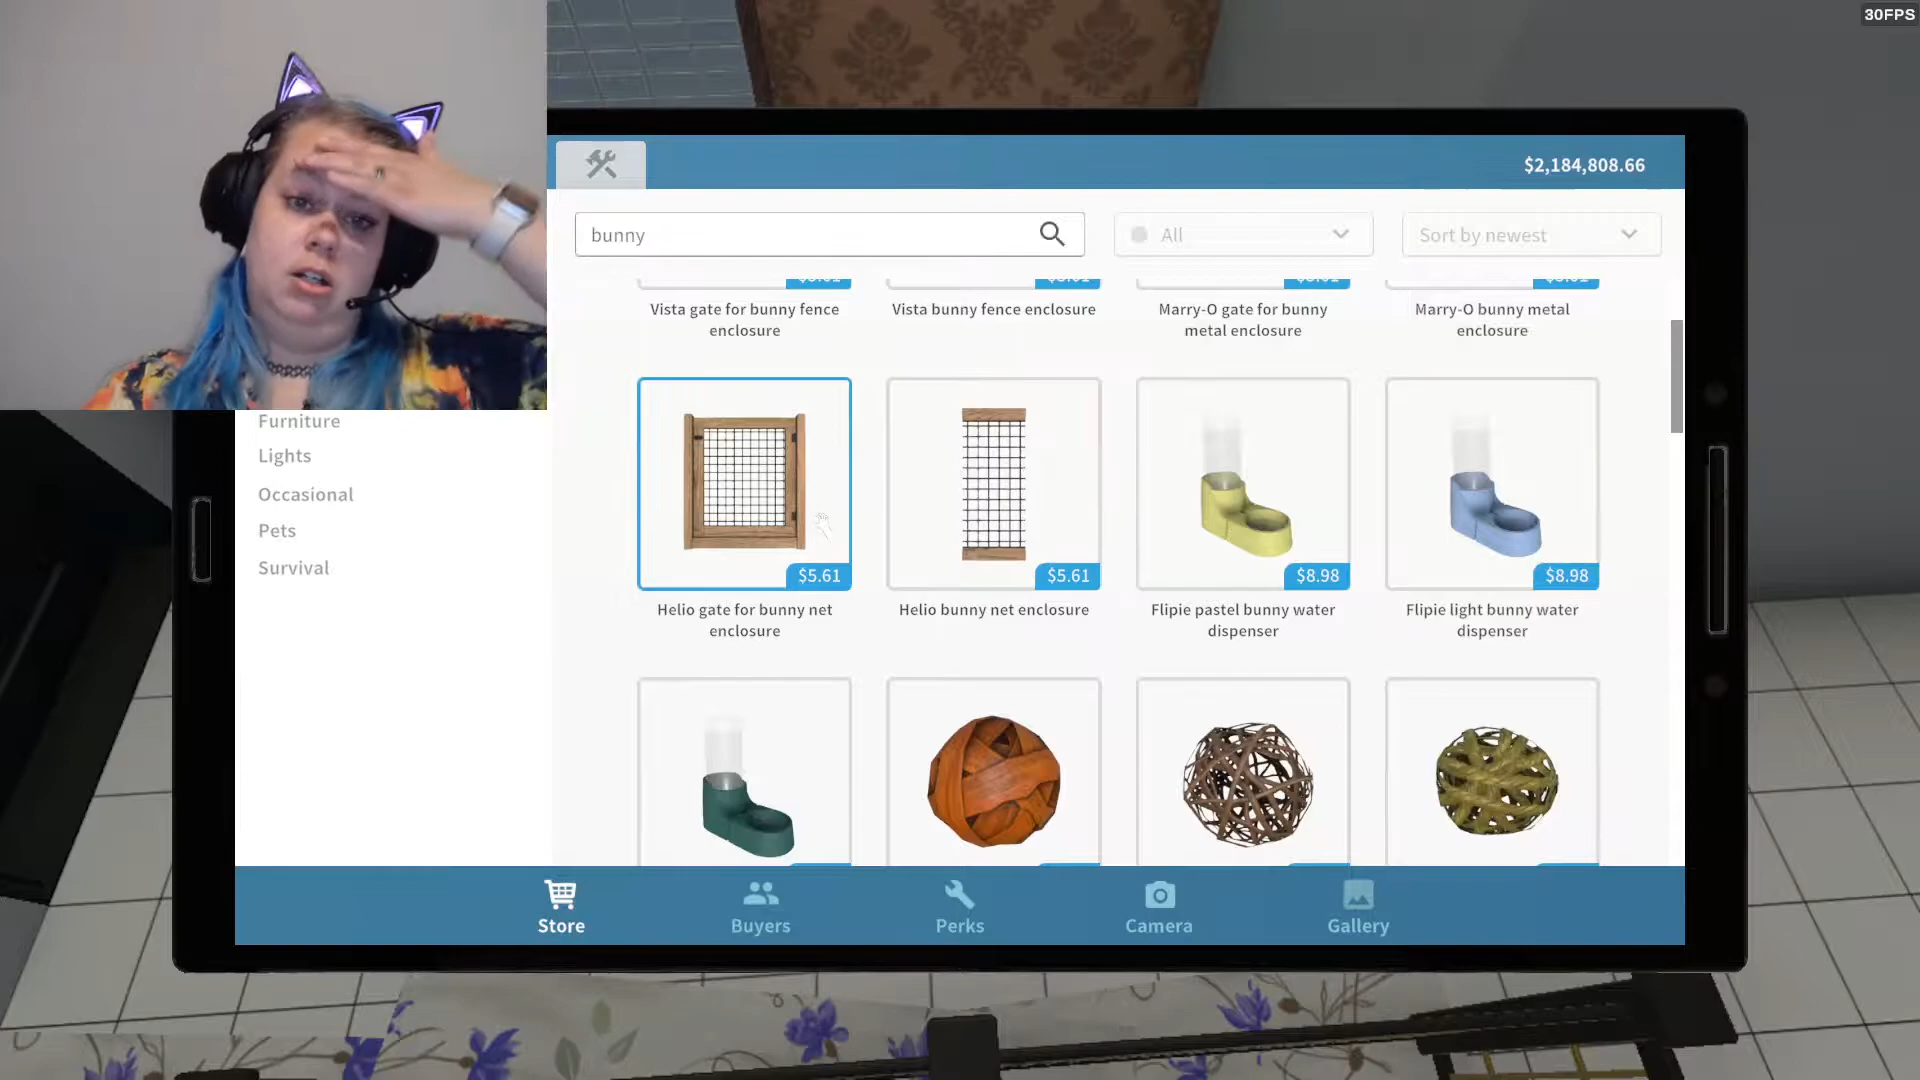 30FPS
$2,184,808.66
bunny
All
Sort by newest
Vista gate for bunny fence
enclosure
Vista bunny fence enclosure
Marry-O gate for bunny
metal enclosure
Marry-O bunny metal
enclosure
Furniture
Lights
Occasional
Pets
Survival
$5.61
$5.61
$8.98
$8.98
Helio gate for bunny net
enclosure
Helio bunny net enclosure
Flipie pastel bunny water
dispenser
Flipie light bunny water
dispenser
Store
Buyers
Perks
Camera
Gallery